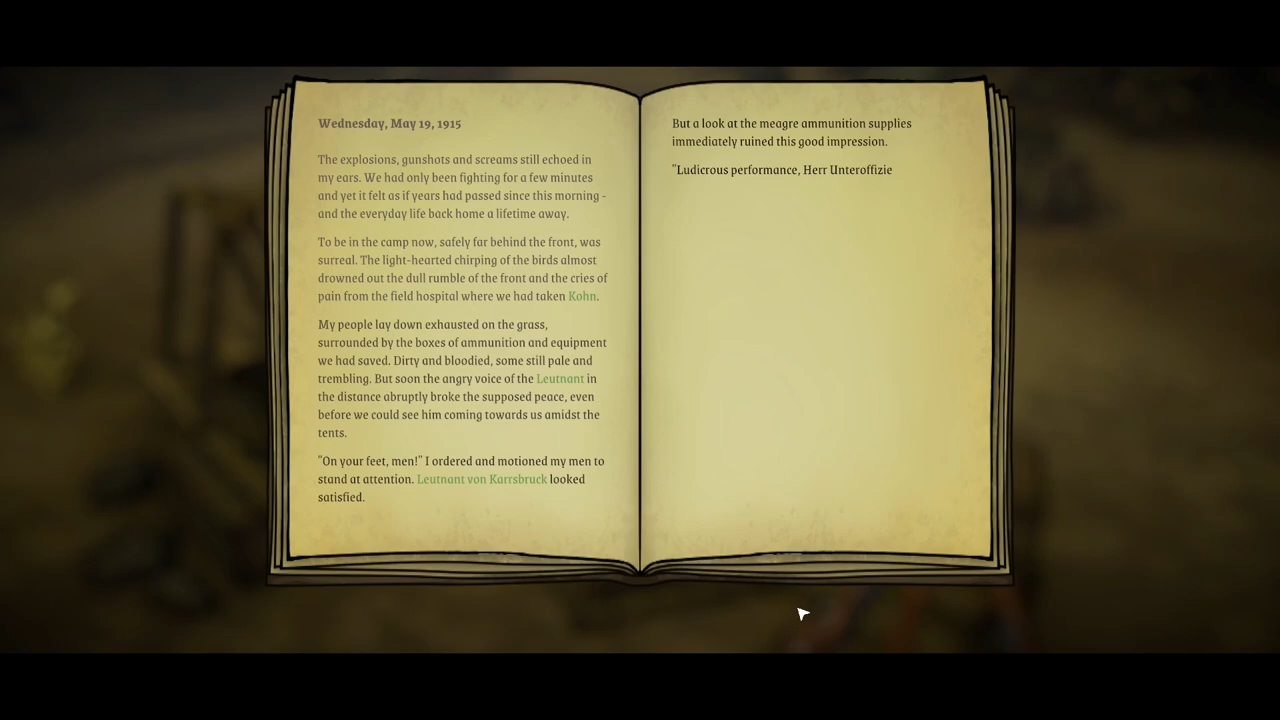 Wednesday, May 19, 1915
The explosions, gunshots and screams still echoed in
my ears. We had only been fighting for a few minutes
and yet it felt as if years had passed since this morning -
and the everyday life back home a lifetime away.
To be in the camp now, safely far behind the front, was
surreal. The light-hearted chirping of the birds almost
drowned out the dull rumble of the front and the cries of
pain from the field hospital where we had taken Kohn.
My people lay down exhausted on the grass,
surrounded by the boxes of ammunition and equipment
we had saved. Dirty and bloodied, some still pale and
trembling. But soon the angry voice of the Leutnant in
the distance abruptly broke the supposed peace, even
before we could see him coming towards us amidst the
tents.
"On your feet, men!" I ordered and motioned my men to
stand at attention. Leutnant von Karrsbruck looked
satisfied.
But a look at the meagre ammunition supplies
immediately ruined this good impression.
"Ludicrous performance, Herr Unteroffizie